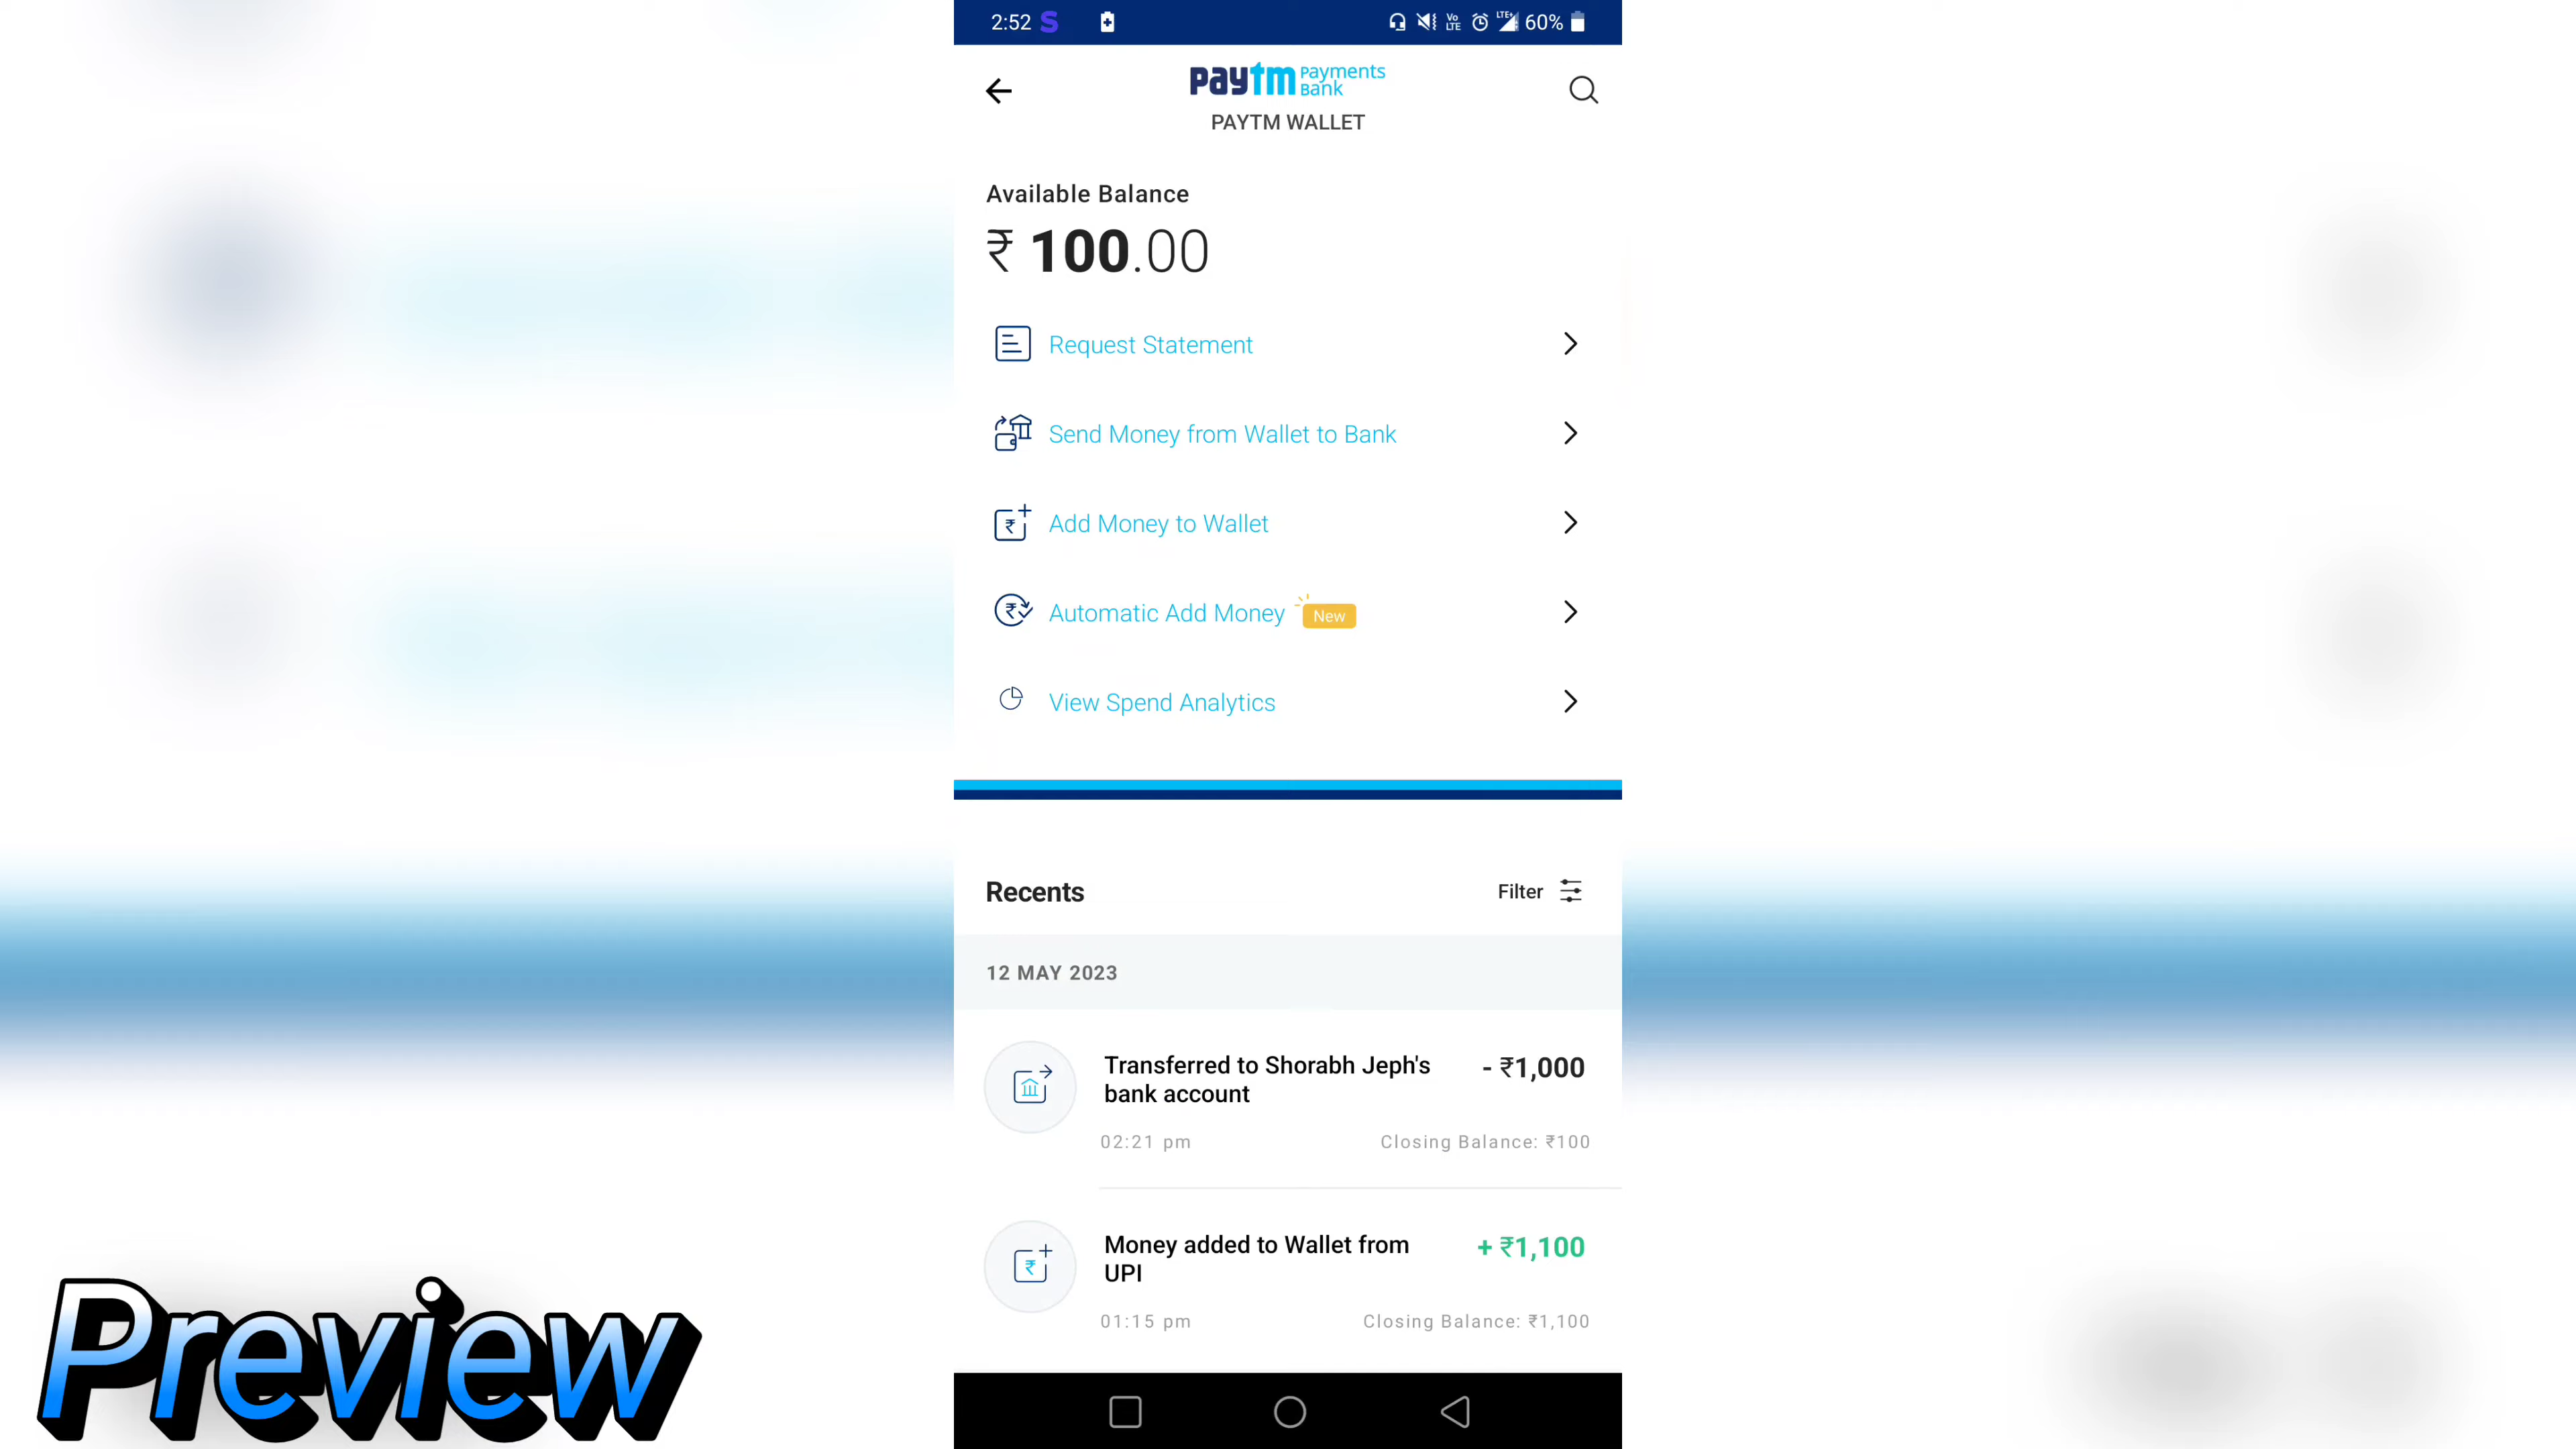 2:52 S
Vo LTE LTE+ 60%
paytm Payments Bank
PAYTM WALLET
Available Balance
₹ 100.00
Request Statement
Send Money from Wallet to Bank
Add Money to Wallet
Automatic Add Money New
View Spend Analytics
Recents
Filter
12 MAY 2023
Transferred to Shorabh Jeph's
bank account
- ₹1,000
02:21 pm
Closing Balance: ₹100
Money added to Wallet from
UPI
+ ₹1,100
01:15 pm
Closing Balance: ₹1,100
Preview